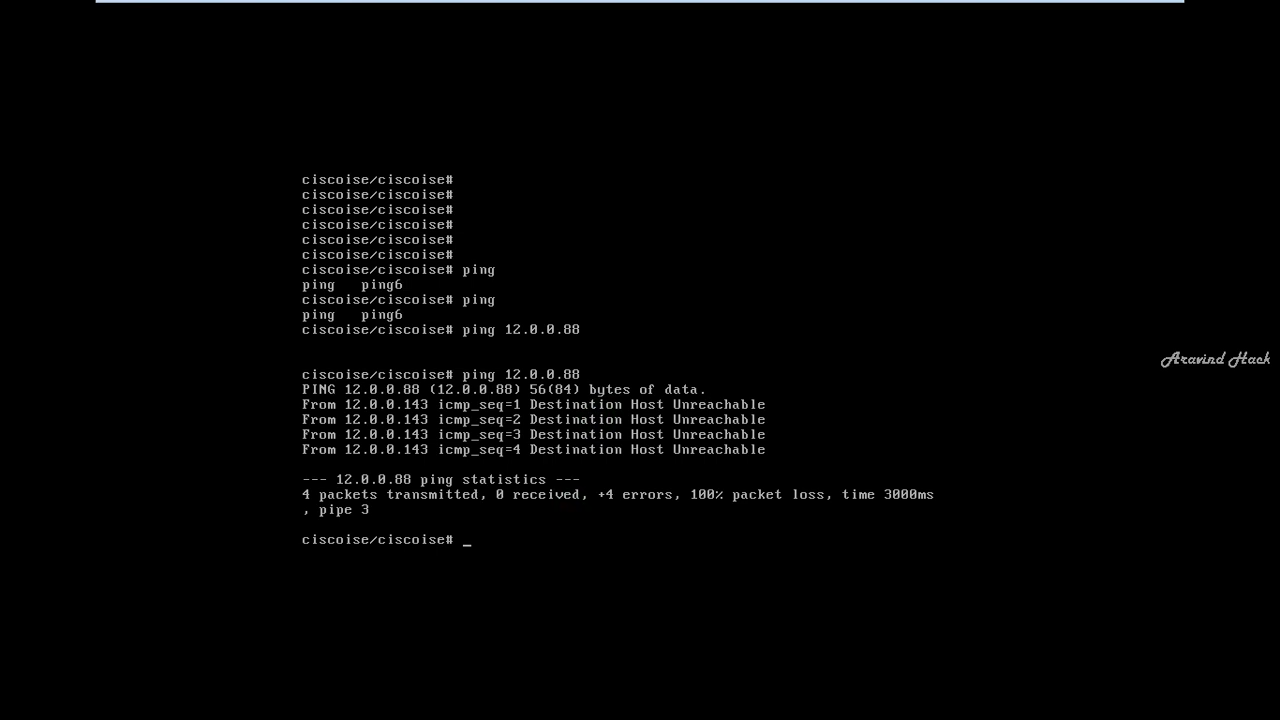 ciscoise/ciscoise#
ciscoise/ciscoise#
ciscoise/ciscoise#
ciscoise/ciscoise#
ciscoise/ciscoise#
ciscoise/ciscoise#
ciscoise/ciscoise# ping
ping   ping6
ciscoise/ciscoise# ping
ping   ping6
ciscoise/ciscoise# ping 12.0.0.88
Aravind Hack
ciscoise/ciscoise# ping 12.0.0.88
PING 12.0.0.88 (12.0.0.88) 56(84) bytes of data.
From 12.0.0.143 icmp_seq=1 Destination Host Unreachable
From 12.0.0.143 icmp_seq=2 Destination Host Unreachable
From 12.0.0.143 icmp_seq=3 Destination Host Unreachable
From 12.0.0.143 icmp_seq=4 Destination Host Unreachable
--- 12.0.0.88 ping statistics ---
4 packets transmitted, 0 received, +4 errors, 100% packet loss, time 3000ms
, pipe 3
ciscoise/ciscoise# _